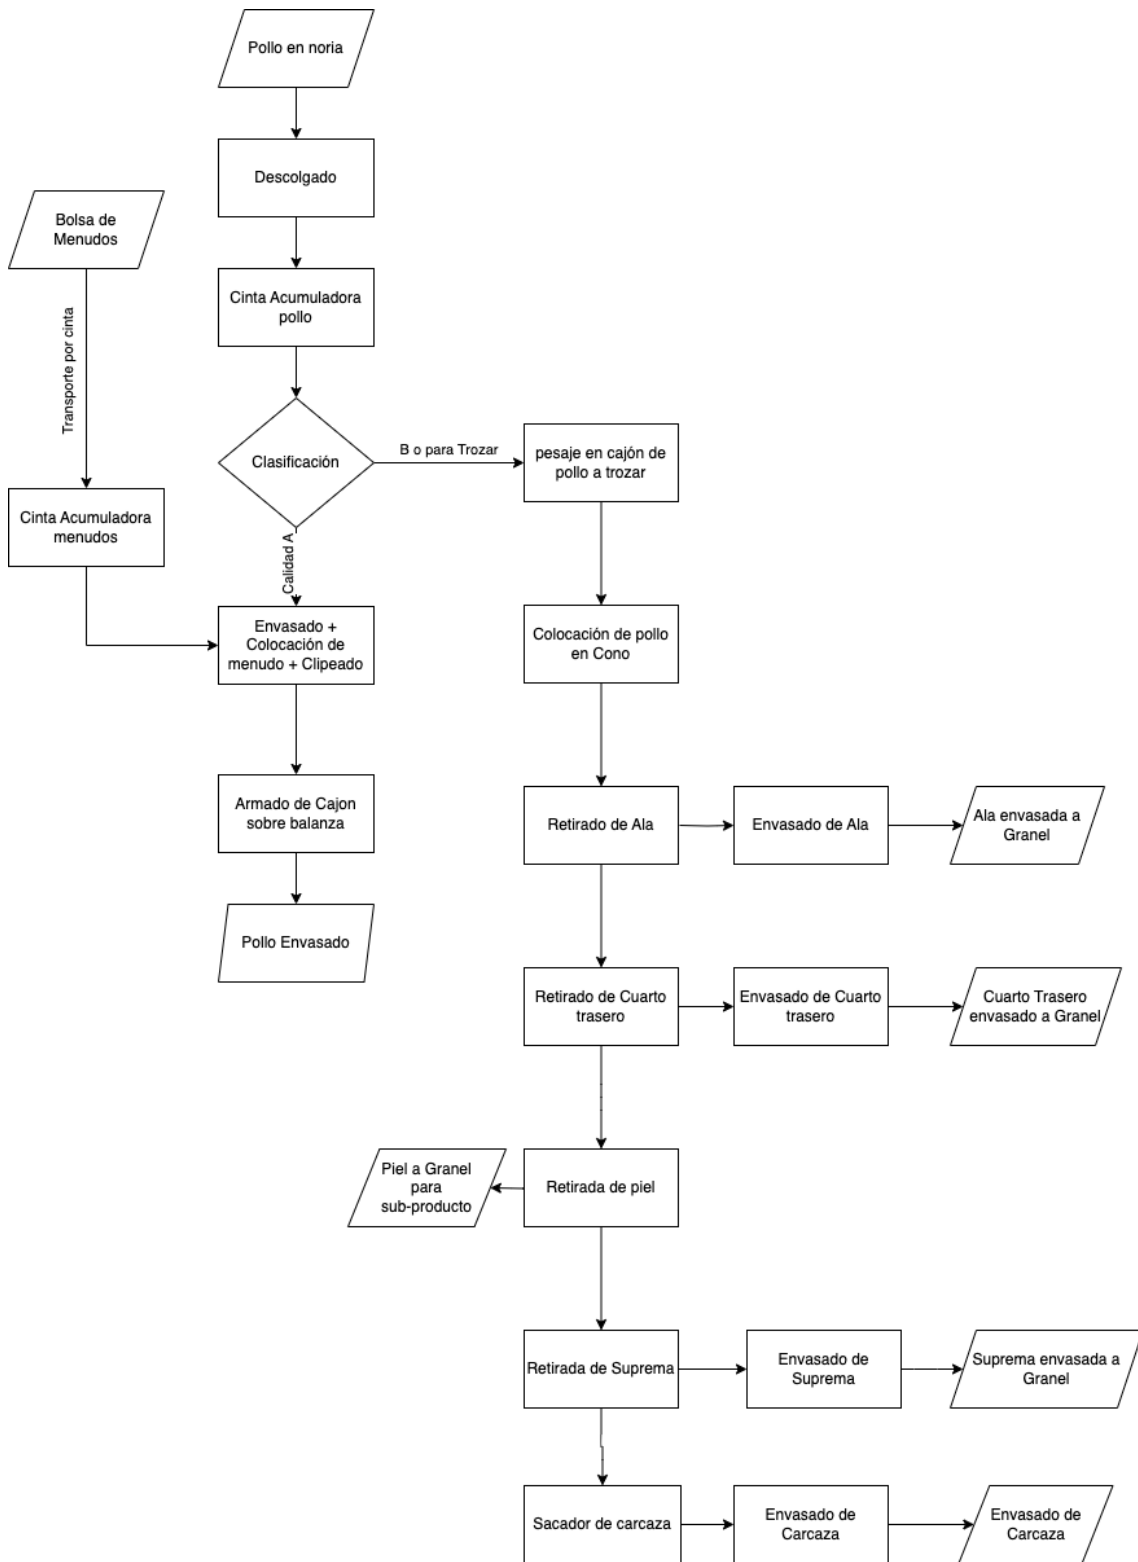 Pollo en noria
Descolgado
Bolsa de
Menudos
Cinta Acumuladora
pollo
Transporte por cinta
Clasificación
B o para Trozar
pesaje en cajón de
pollo a trozar
Cinta Acumuladora
menudos
Calidad A
Envasado +
Colocación de
menudo + Clipeado
Colocación de pollo
en Cono
Armado de Cajon
sobre balanza
Retirado de Ala
Envasado de Ala
Ala envasada a
Granel
Pollo Envasado
Retirado de Cuarto
trasero
Envasado de Cuarto
trasero
Cuarto Trasero
envasado a Granel
Piel a Granel
para
sub-producto
Retirada de piel
Retirada de Suprema
Envasado de
Suprema
Suprema envasada a
Granel
Sacador de carcaza
Envasado de
Carcaza
Envasado de
Carcaza